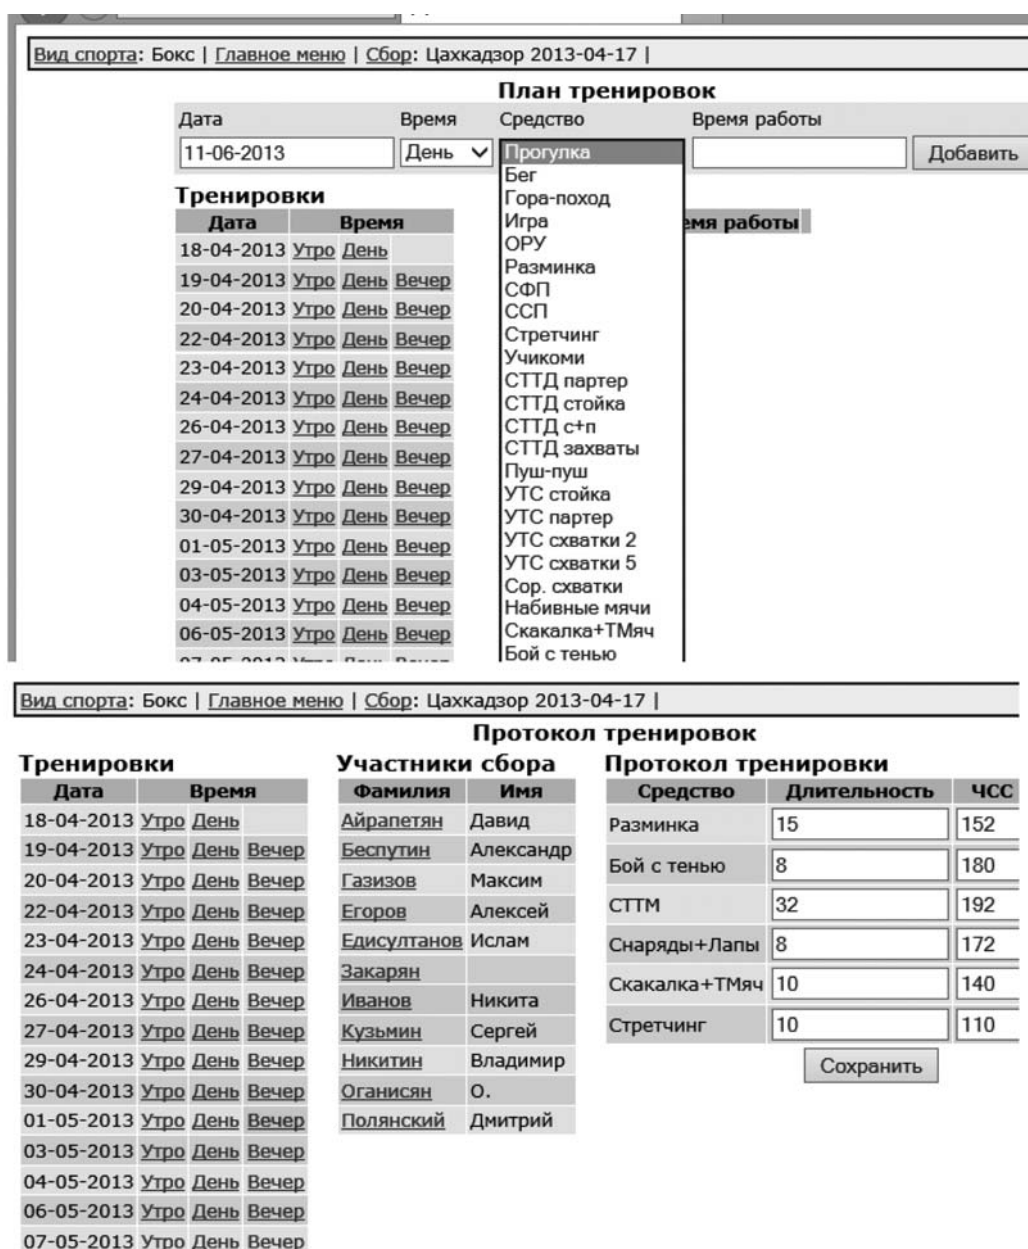 Вид спорта: Бокс | Главное меню | Сбор: Цахкадзор 2013-04-17 |
План тренировок
Дата Время Средство Время работы
11-06-2013 День Прогулка Добавить
Бег
Гора-поход
Игра
ОРУ
Разминка
СФП
ССП
Стретчинг
Учикоми
СТТД партер
СТТД стойка
СТТД с+п
СТТД захваты
Пуш-пуш
УТС стойка
УТС партер
УТС схватки 2
УТС схватки 5
Сор. схватки
Набивные мячи
Скакалка+ТМяч
Бой с тенью
Тренировки
Дата Время емя работы
18-04-2013 Утро День
19-04-2013 Утро День Вечер
20-04-2013 Утро День Вечер
22-04-2013 Утро День Вечер
23-04-2013 Утро День Вечер
24-04-2013 Утро День Вечер
26-04-2013 Утро День Вечер
27-04-2013 Утро День Вечер
29-04-2013 Утро День Вечер
30-04-2013 Утро День Вечер
01-05-2013 Утро День Вечер
03-05-2013 Утро День Вечер
04-05-2013 Утро День Вечер
06-05-2013 Утро День Вечер
Вид спорта: Бокс | Главное меню | Сбор: Цахкадзор 2013-04-17 |
Протокол тренировок
Тренировки
Дата Время
18-04-2013 Утро День
19-04-2013 Утро День Вечер
20-04-2013 Утро День Вечер
22-04-2013 Утро День Вечер
23-04-2013 Утро День Вечер
24-04-2013 Утро День Вечер
26-04-2013 Утро День Вечер
27-04-2013 Утро День Вечер
29-04-2013 Утро День Вечер
30-04-2013 Утро День Вечер
01-05-2013 Утро День Вечер
03-05-2013 Утро День Вечер
04-05-2013 Утро День Вечер
06-05-2013 Утро День Вечер
07-05-2013 Утро День Вечер
Участники сбора
Фамилия Имя
Айрапетян Давид
Беспутин Александр
Газизов Максим
Егоров Алексей
Едисултанов Ислам
Закарян
Иванов Никита
Кузьмин Сергей
Никитин Владимир
Оганисян О.
Полянский Дмитрий
Протокол тренировки
Средство Длительность ЧСС
Разминка 15 152
Бой с тенью 8 180
СТТМ 32 192
Снаряды+Лапы 8 172
Скакалка+ТМяч 10 140
Стретчинг 10 110
Сохранить